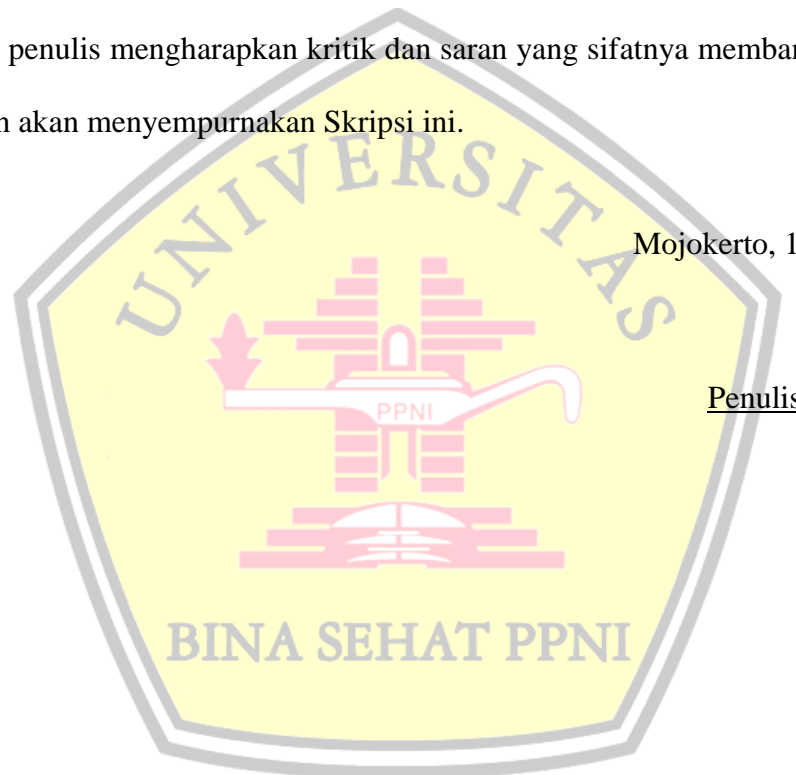 penulis mengharapkan kritik dan saran yang sifatnya
akan menyempurnakan Skripsi ini.
UNIVERSITAS
Mojokerto, 1
PPNI
Penulis
BINA SEHAT PPNI